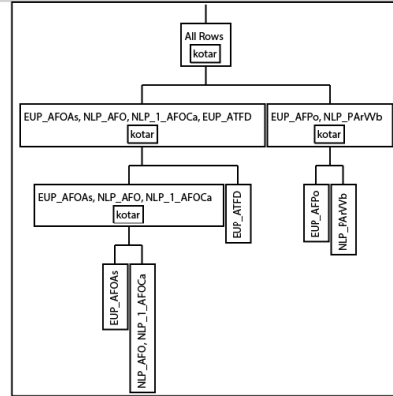 All Rows
kotar
EUP_AFOAs, NLP_AFO, NLP_1_AFOCa, EUP_ATFD
kotar
EUP_AFPo, NLP_PArVVb
kotar
EUP_AFOAs, NLP_AFO, NLP_1_AFOCa
kotar
EUP_ATFD
EUP_AFPo
NLP_PArVVb
EUP_AFOAs
NLP_AFO, NLP_1_AFOCa